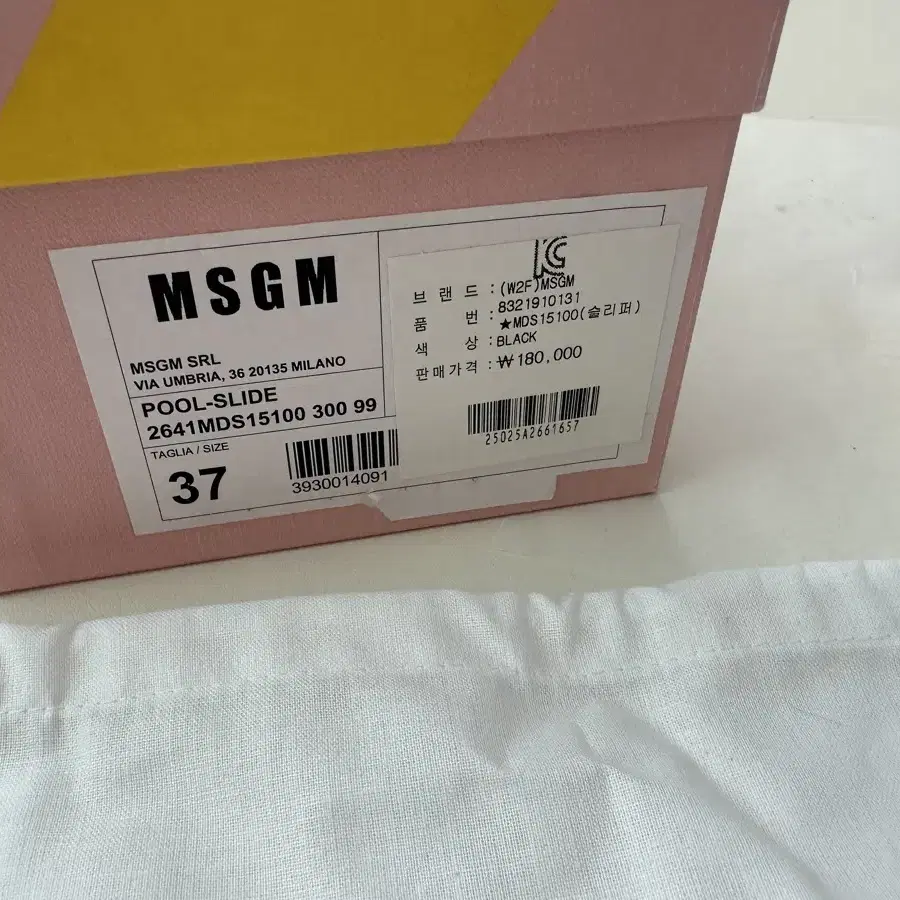 MSGM
MSGM SRL
VIA UMBRIA, 36 20135 MILANO
POOL-SLIDE
2641MDS15100 300 99
TAGLIA / SIZE
37
3930014091
KC
브 랜 드 : (W2F)MSGM
품 번 : 8321910131
★MDS15100(슬리퍼)
색 상 : BLACK
판매가격 : ₩180,000
25025A2661657